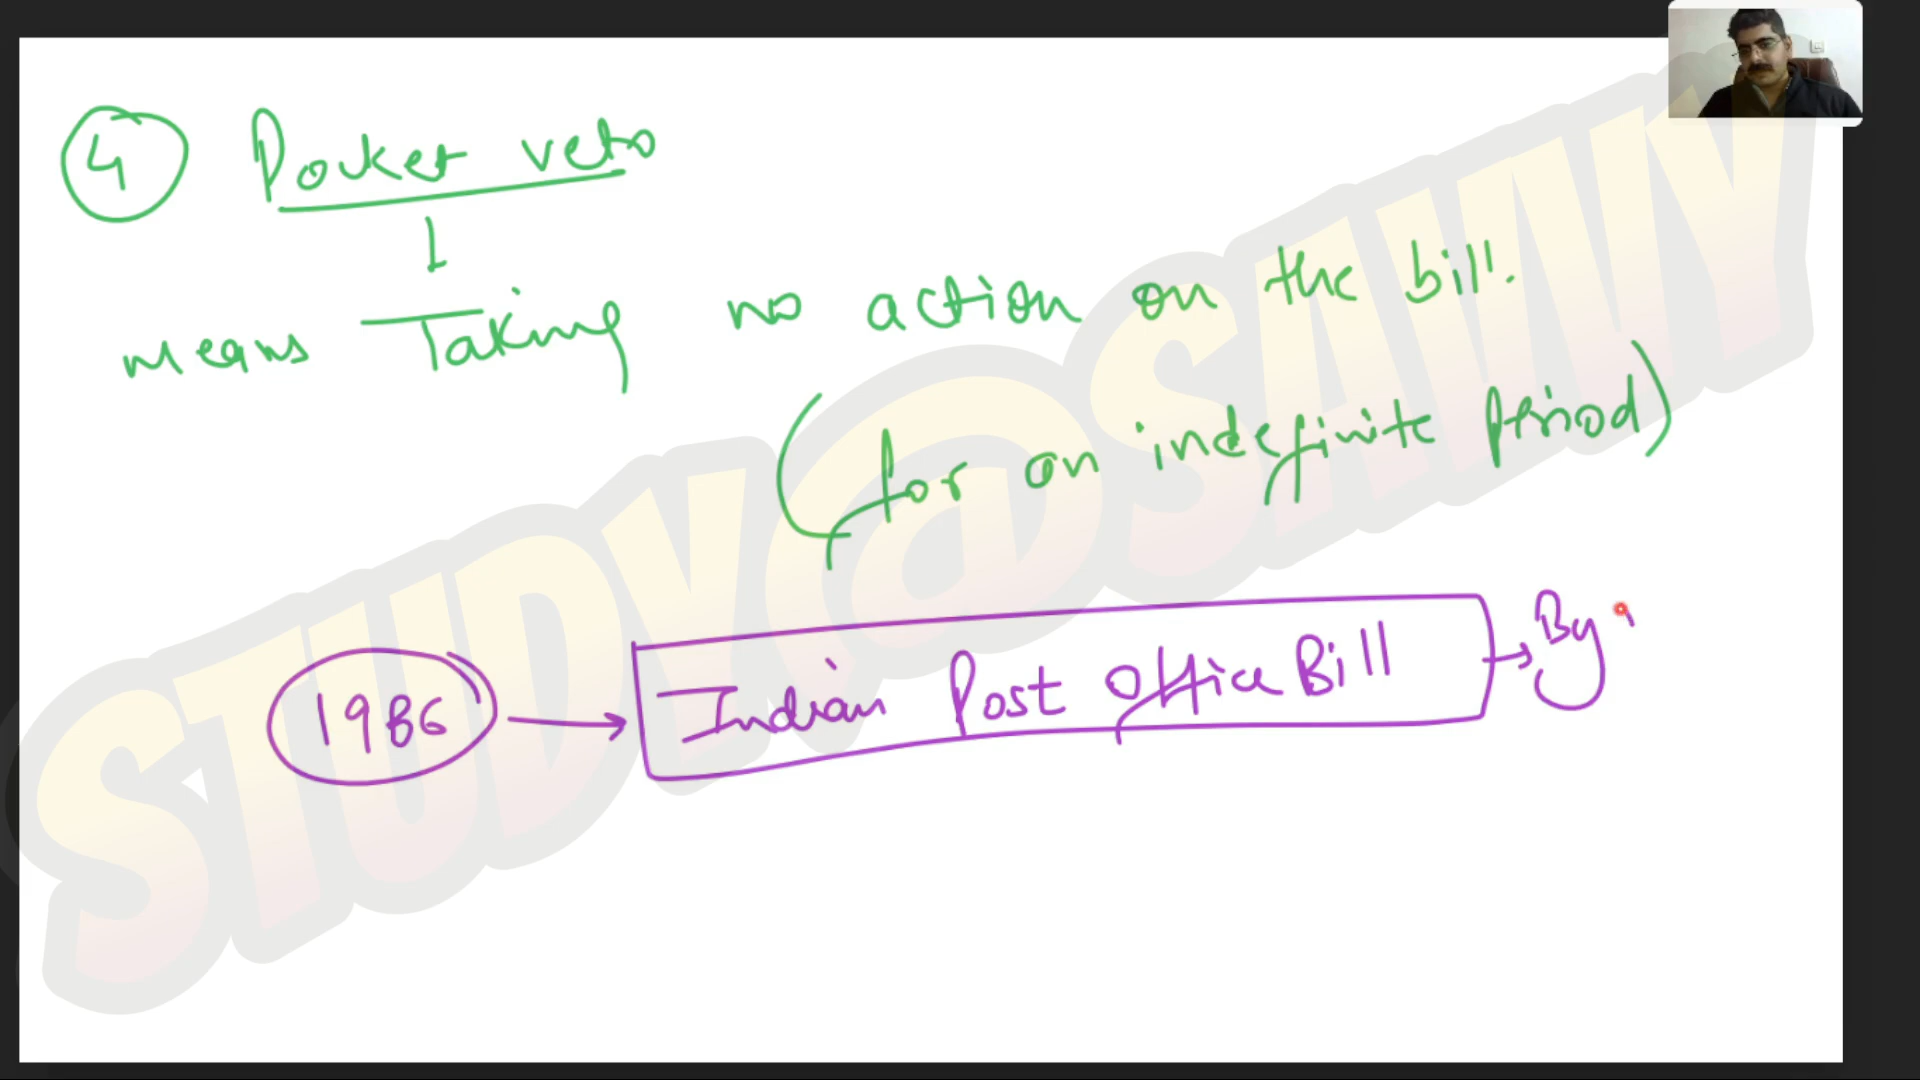 4 Pocket veto
means Taking no action on the bill.
(for an indefinite period)
1986 → Indian Post Office Bill → By
STUDY@SAVVY